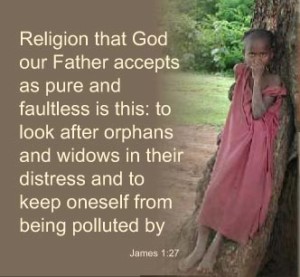 Religion that God
our Father accepts
as pure and
faultless is this: to
look after orphans
and widows in their
distress and to
keep oneself from
being polluted by
James 1:27